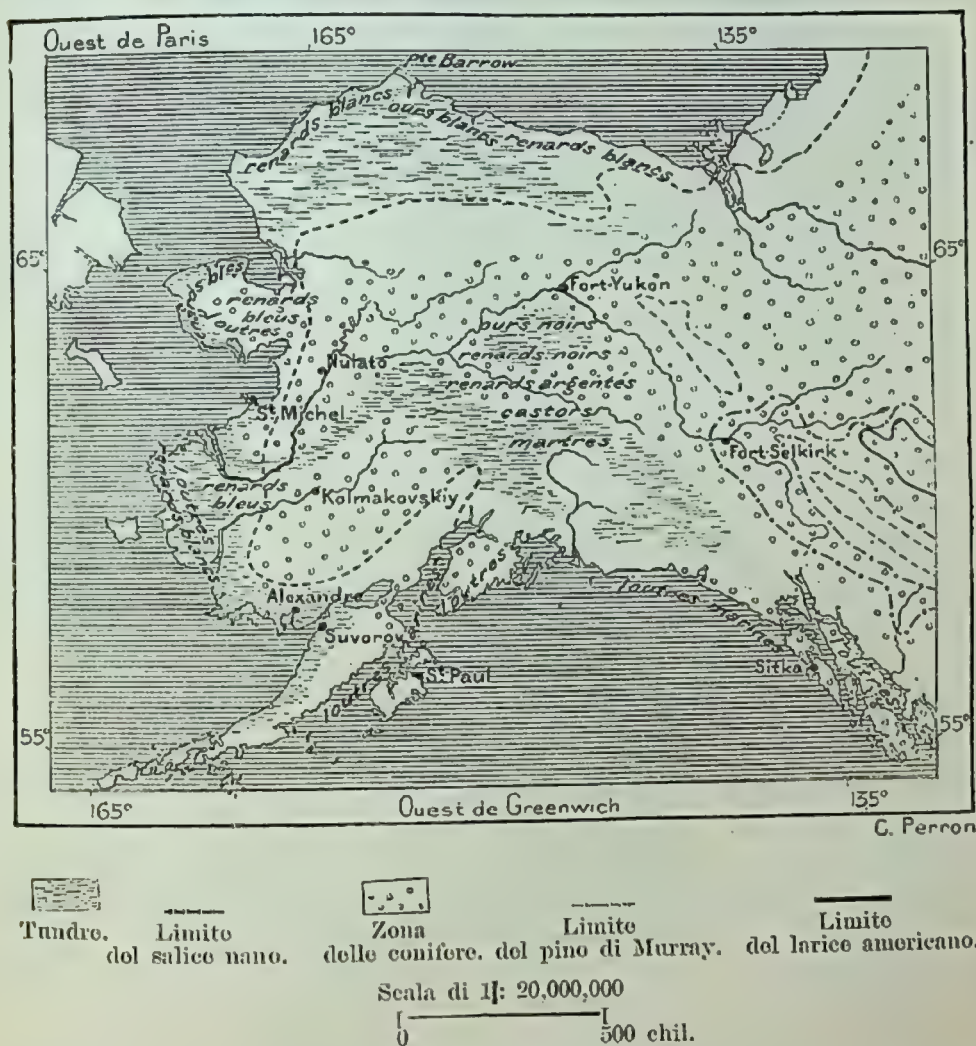 Ouest de Paris
165°
135°
pte Barrow
renards blancs
ours blancs
renards blancs
65°
65°
renards bleus
loutres
Fort-Yukon
ours noirs
renards noirs
renards argentés
castors
martres
Nulato
St Michel
Fort-Selkirk
renards bleus
Kolmakovskiy
loutres
renards blancs
Alexandre
Suvorov
loutres
loutres
St Paul
loutres marines
Sitka
55°
55°
165°
Ouest de Greenwich
135°
C. Perron
Tundre. Limite del salice nano.
Zona delle conifere.
Limite del pino di Murray.
Limite del larice americano.
Scala di 1: 20,000,000
0 500 chil.